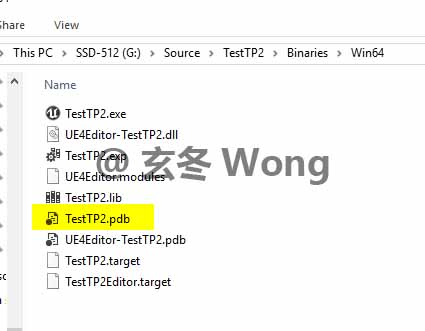 Share
View
This PC > SSD-512 (G:) > Source > TestTP2 > Binaries > Win64
Name
TestTP2.exe
UE4Editor-TestTP2.dll
TestTP2.exp
UE4Editor.modules
TestTP2.lib
TestTP2.pdb
UE4Editor-TestTP2.pdb
TestTP2.target
TestTP2Editor.target
@ 玄冬 Wong